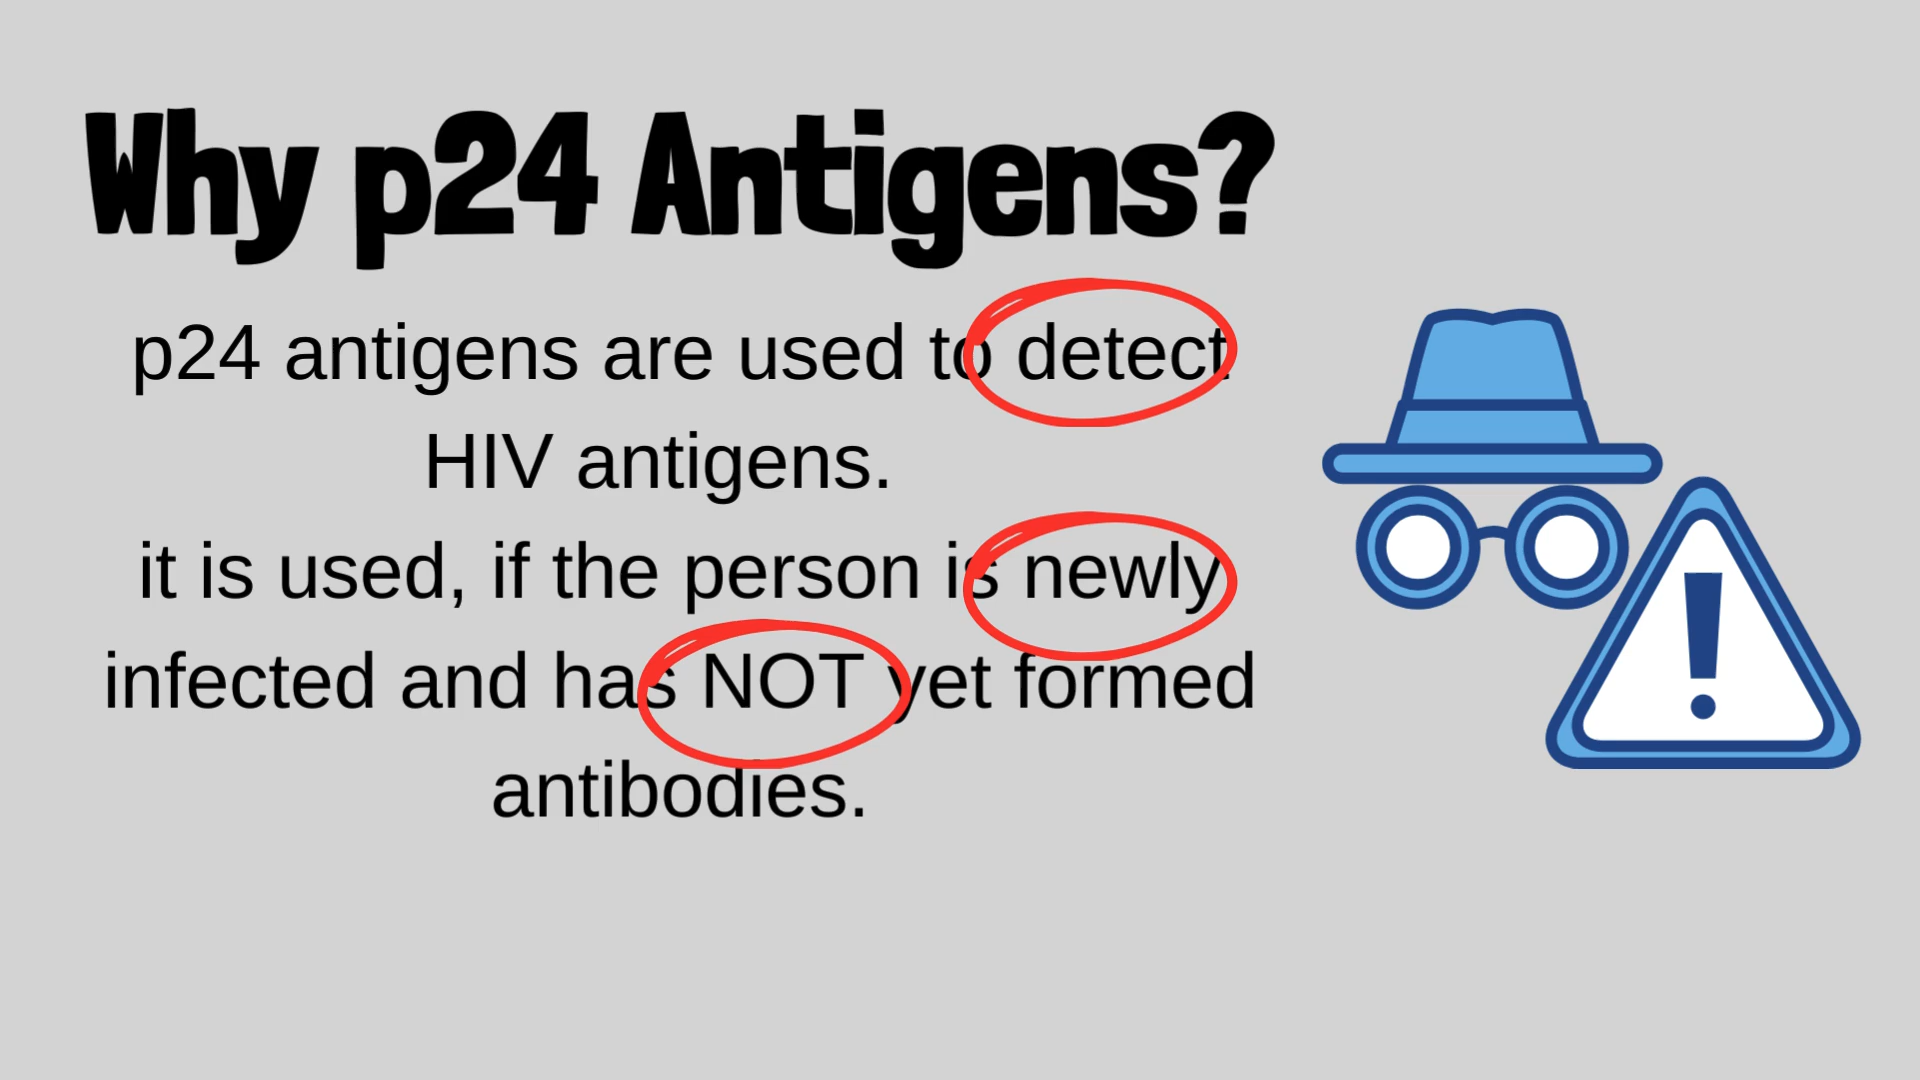 Why p24 Antigens?
p24 antigens are used to detect
HIV antigens.
it is used, if the person is newly
infected and has NOT yet formed
antibodies.
!